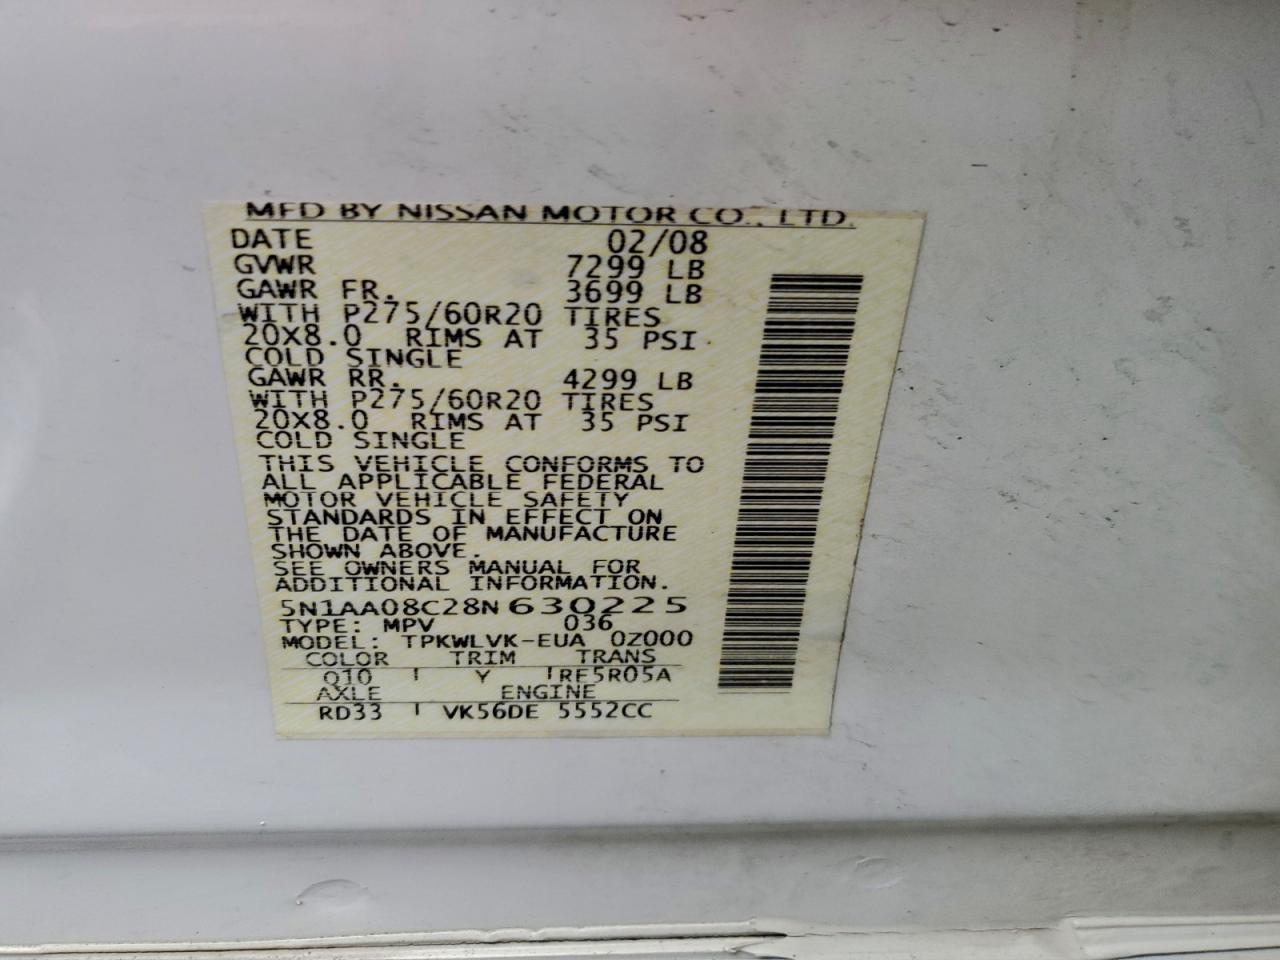 MFD BY NISSAN MOTOR CO., LTD.
DATE 02/08
GVWR 7299 LB
GAWR FR. 3699 LB
WITH P275/60R20 TIRES
20X8.0 RIMS AT 35 PSI
COLD SINGLE
GAWR RR. 4299 LB
WITH P275/60R20 TIRES
20X8.0 RIMS AT 35 PSI
COLD SINGLE
THIS VEHICLE CONFORMS TO
ALL APPLICABLE FEDERAL
MOTOR VEHICLE SAFETY
STANDARDS IN EFFECT ON
THE DATE OF MANUFACTURE
SHOWN ABOVE.
SEE OWNERS MANUAL FOR
ADDITIONAL INFORMATION.
5N1AA08C28N630225
TYPE: MPV 036
MODEL: TPKWLVK-EUA 0Z000
COLOR TRIM TRANS
Q10 Y RE5R05A
AXLE ENGINE
RD33 VK56DE 5552CC